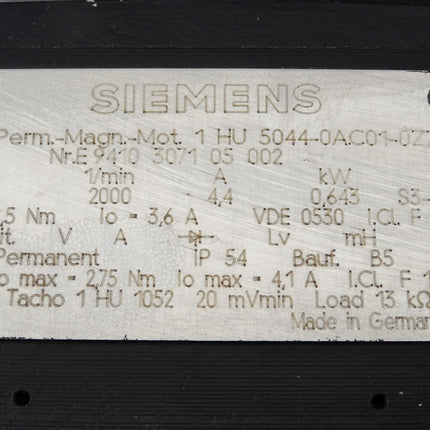 SIEMENS
Perm.-Magn.-Mot. 1 HU 5044-0AC01-0Z
Nr.E 9410 3071 05 002
1/min A kW
2000 4,4 0,643 S3-
,5 Nm Io = 3,6 A VDE 0530 I.CL F
it. V A Lv mH
Permanent IP 54 Bauf. B5
o max = 2,75 Nm Io max = 4,1 A I.CL. F 1
Tacho 1 HU 1052 20 mVmin Load 13 kΩ
Made in German